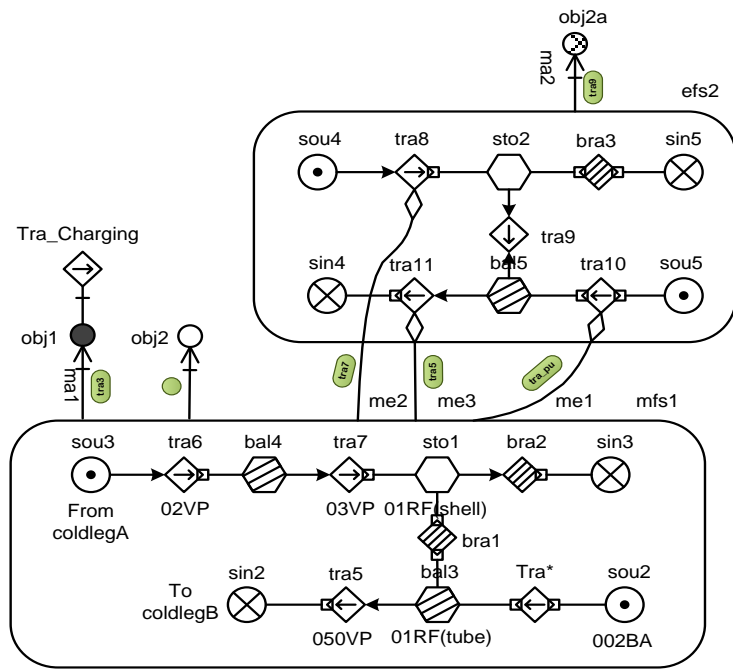 obj2a
ma2
tra9
efs2
sou4
tra8
sto2
bra3
sin5
tra9
Tra_Charging
sin4
tra11
bal5
tra10
sou5
obj1
obj2
ma1
tra3
tra7
tra5
tra_pu
me2
me3
me1
mfs1
sou3
tra6
bal4
tra7
sto1
bra2
sin3
From
coldlegA
02VP
03VP
01RF(shell)
bra1
To
coldlegB
sin2
tra5
bal3
Tra*
sou2
050VP
01RF(tube)
002BA